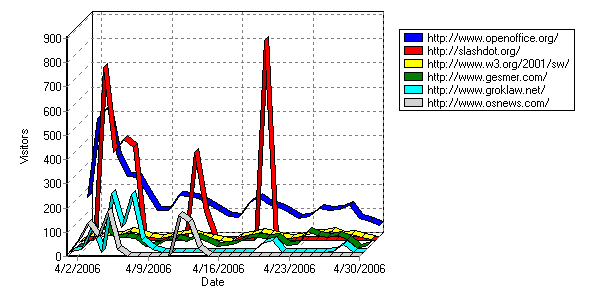 900
800
700
600
500
400
300
200
100
0
Visitors
4/2/2006 4/9/2006 4/16/2006 4/23/2006 4/30/2006
Date
http://www.openoffice.org/
http://slashdot.org/
http://www.w3.org/2001/sw/
http://www.gesmer.com/
http://www.groklaw.net/
http://www.osnews.com/